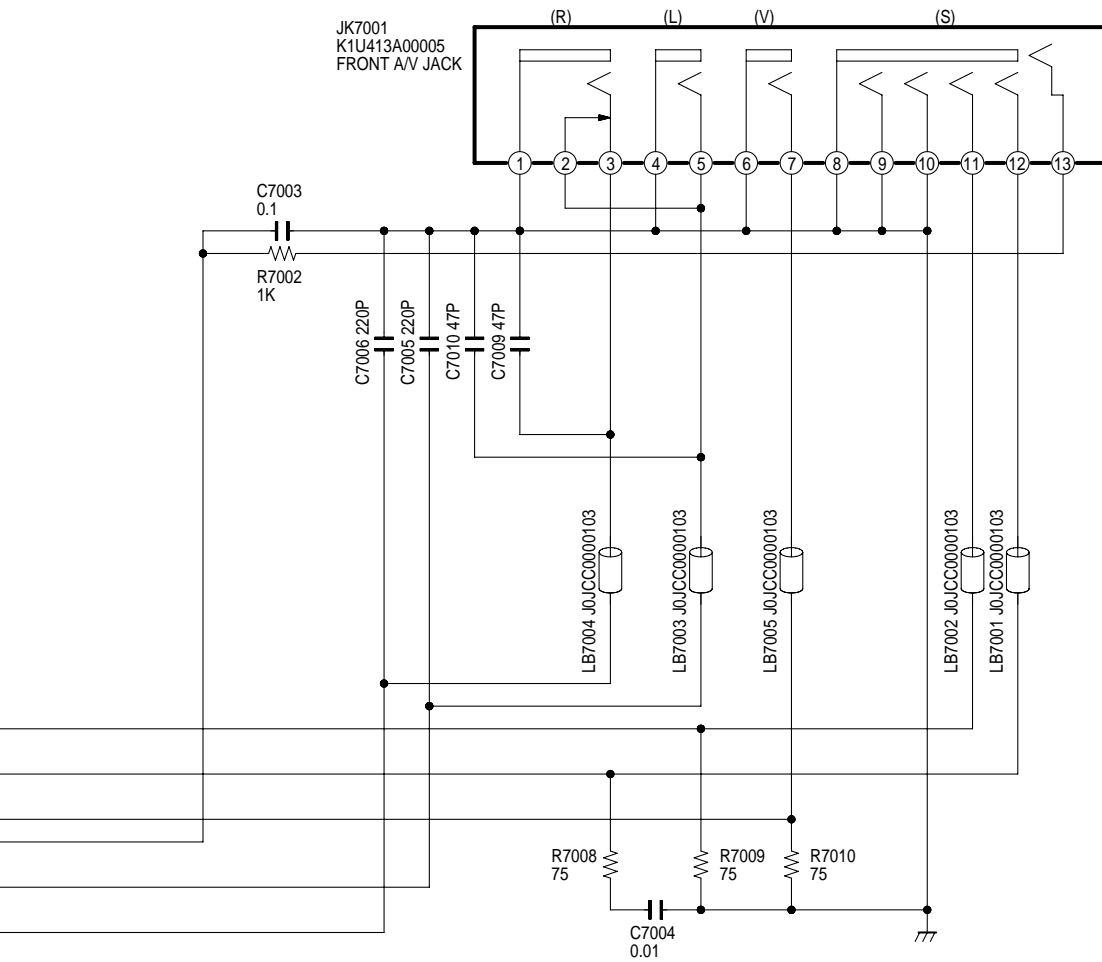 (R) (L) (V) (S)
JK7001
K1U413A00005
FRONT A/V JACK
1 2 3 4 5 6 7 8 9 10 11 12 13
C7003
0.1
R7002
1K
C7006 220P
C7005 220P
C7010 47P
C7009 47P
LB7004 J0JCC0000103
LB7003 J0JCC0000103
LB7005 J0JCC0000103
LB7002 J0JCC0000103
LB7001 J0JCC0000103
R7008
75
R7009
75
R7010
75
C7004
0.01